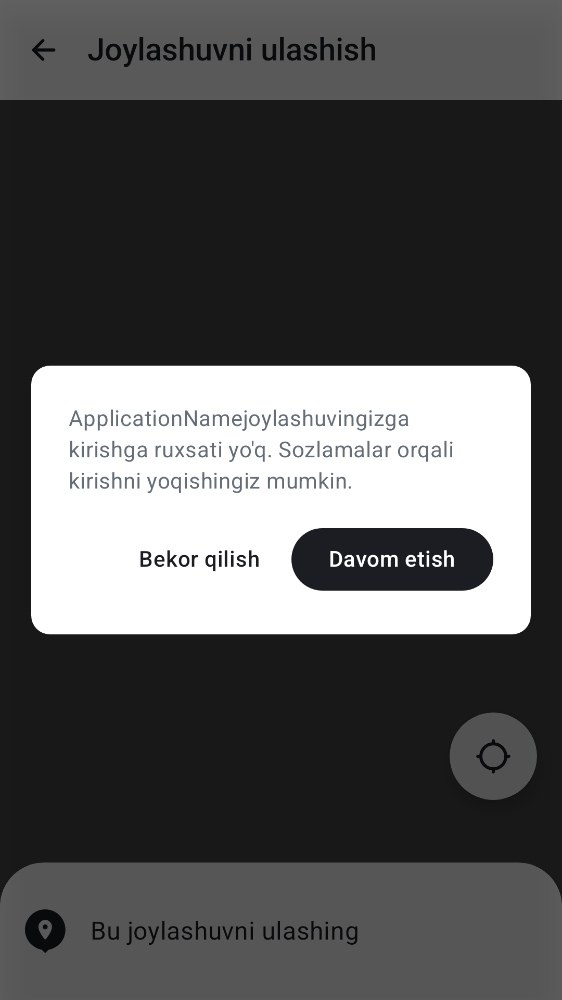 Joylashuvni ulashish
ApplicationNamejoylashuvingizga
kirishga ruxsati yo'q. Sozlamalar orqali
kirishni yoqishingiz mumkin.
Bekor qilish
Davom etish
Bu joylashuvni ulashing